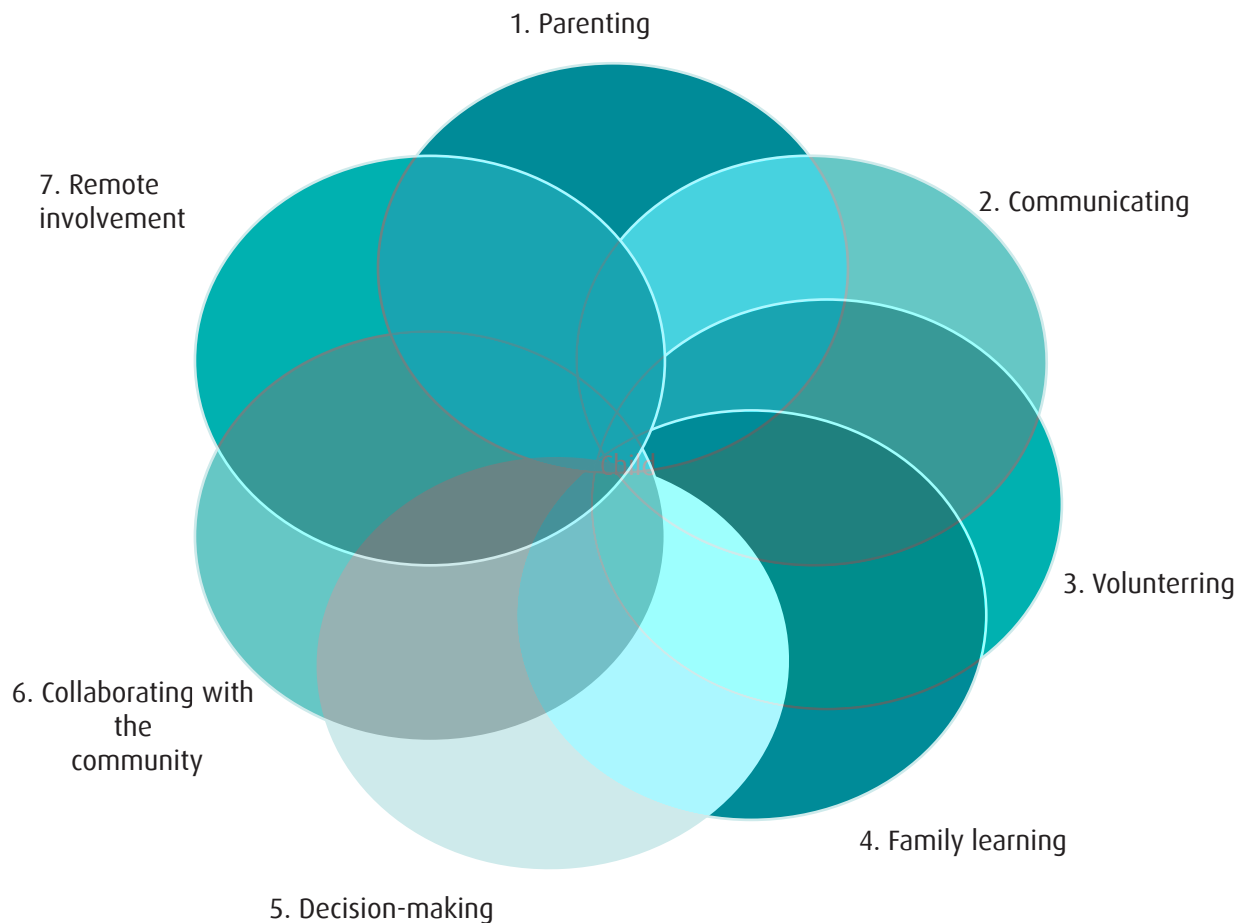 1. Parenting
2. Communicating
3. Volunterring
4. Family learning
5. Decision-making
6. Collaborating with
the
community
7. Remote
involvement
Child